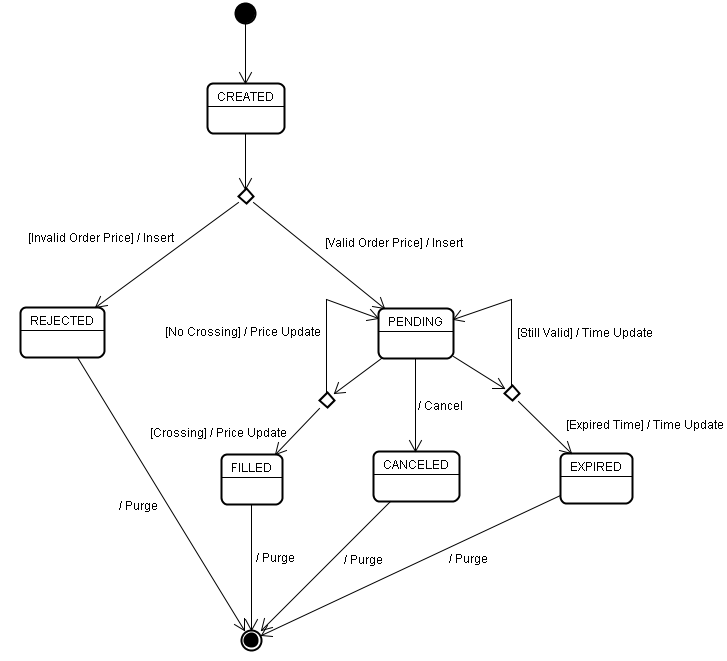 CREATED
[Invalid Order Price] / Insert
[Valid Order Price] / Insert
REJECTED
PENDING
[No Crossing] / Price Update
[Still Valid] / Time Update
/ Cancel
[Crossing] / Price Update
[Expired Time] / Time Update
FILLED
CANCELED
EXPIRED
/ Purge
/ Purge
/ Purge
/ Purge